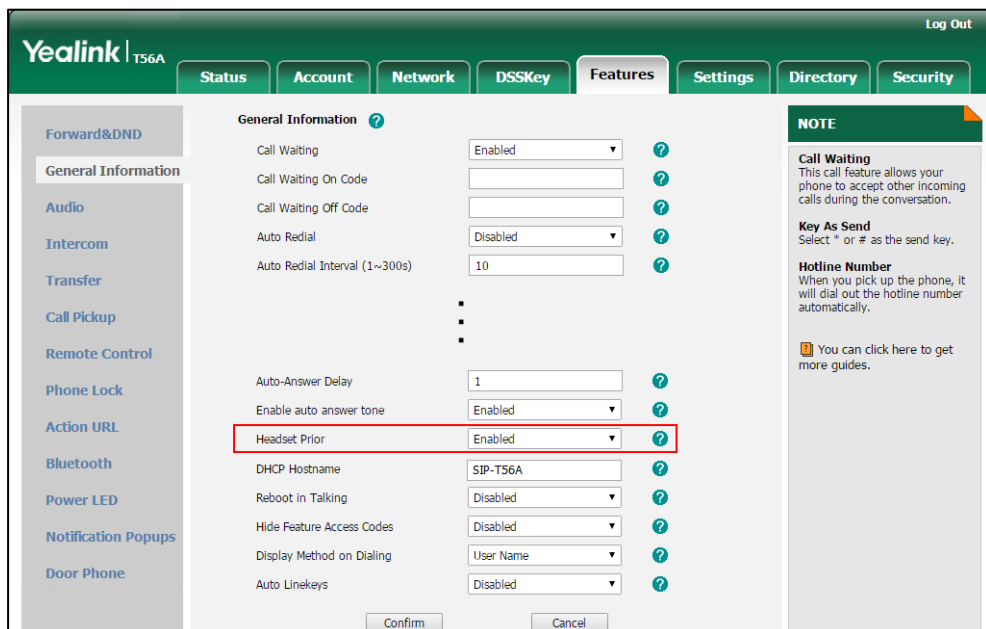 Log Out
Yealink | T56A
Status Account Network DSSKey Features Settings Directory Security
Forward&DND
General Information
Audio
Intercom
Transfer
Call Pickup
Remote Control
Phone Lock
Action URL
Bluetooth
Power LED
Notification Popups
Door Phone
General Information ?
Call Waiting Enabled ?
Call Waiting On Code ?
Call Waiting Off Code ?
Auto Redial Disabled ?
Auto Redial Interval (1~300s) 10 ?
Auto-Answer Delay 1 ?
Enable auto answer tone Enabled ?
Headset Prior Enabled ?
DHCP Hostname SIP-T56A ?
Reboot in Talking Disabled ?
Hide Feature Access Codes Disabled ?
Display Method on Dialing User Name ?
Auto Linekeys Disabled ?
Confirm Cancel
NOTE
Call Waiting
This call feature allows your
phone to accept other incoming
calls during the conversation.
Key As Send
Select * or # as the send key.
Hotline Number
When you pick up the phone, it
will dial out the hotline number
automatically.
? You can click here to get
more guides.